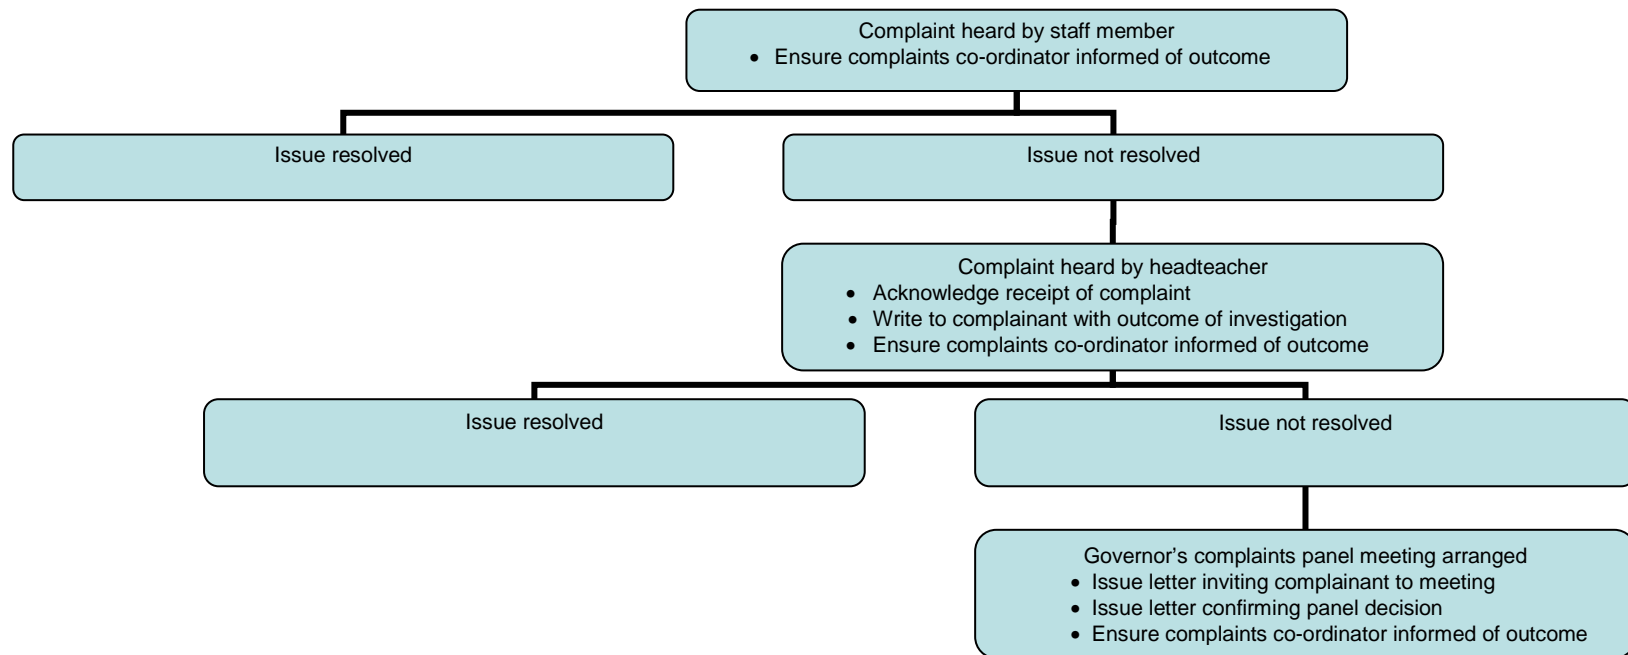 Complaint heard by staff member
• Ensure complaints co-ordinator informed of outcome
Issue resolved
Issue not resolved
Complaint heard by headteacher
• Acknowledge receipt of complaint
• Write to complainant with outcome of investigation
• Ensure complaints co-ordinator informed of outcome
Issue resolved
Issue not resolved
Governor’s complaints panel meeting arranged
• Issue letter inviting complainant to meeting
• Issue letter confirming panel decision
• Ensure complaints co-ordinator informed of outcome